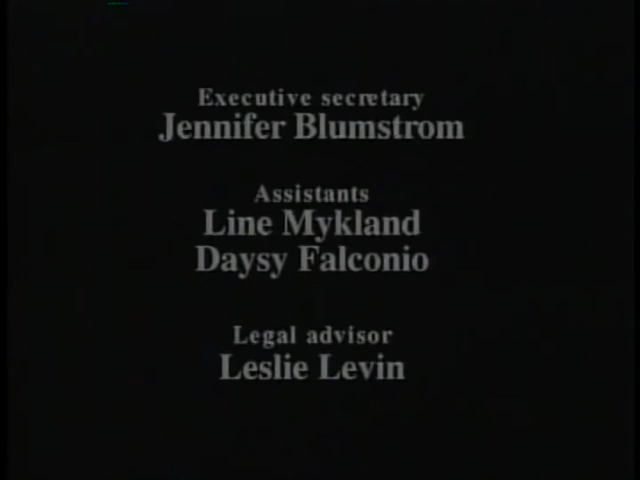 Executive secretary
Jennifer Blumstrom
Assistants
Line Mykland
Daysy Falconio
Legal advisor
Leslie Levin